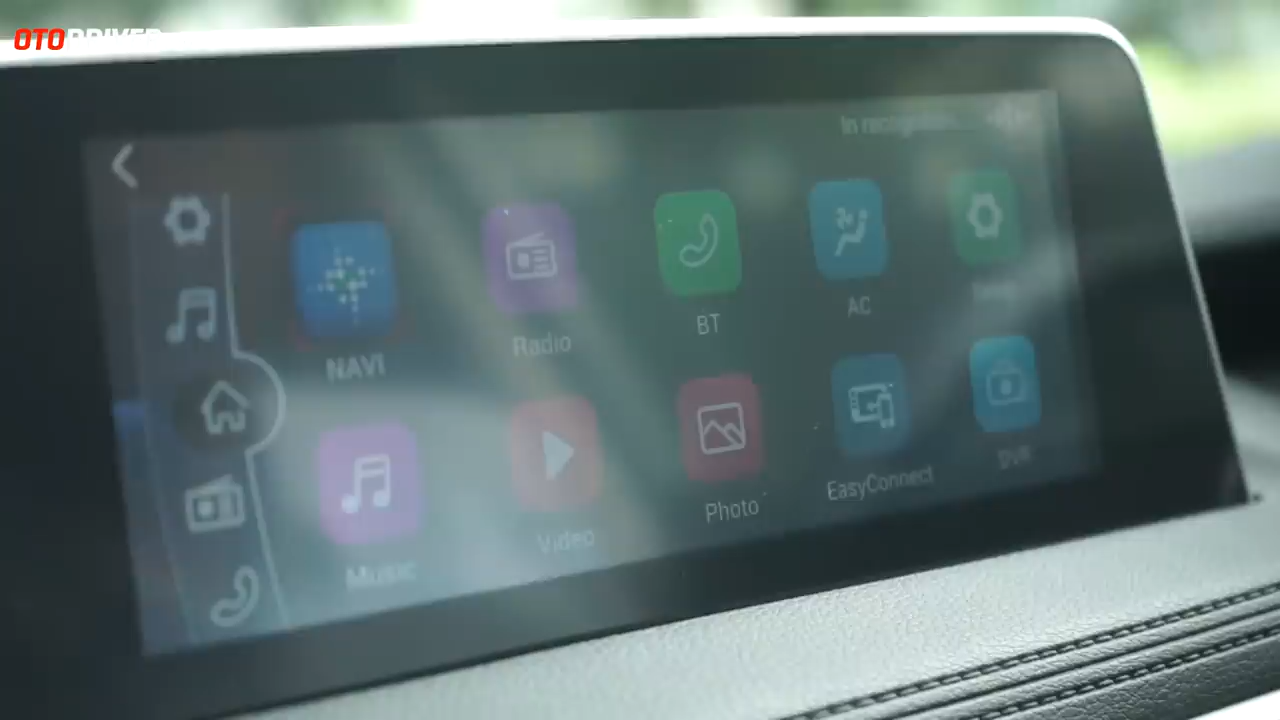 OTODRIVER
NAVI
Radio
BT
AC
Music
Video
Photo
EasyConnect
DVR